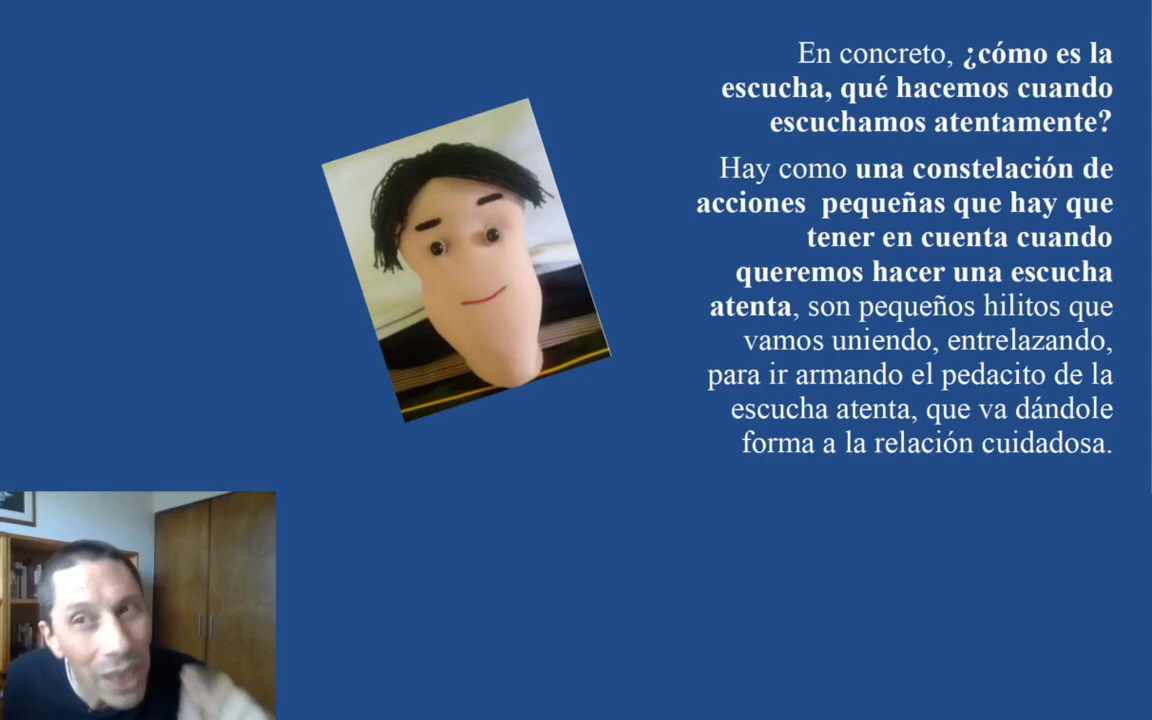 En concreto, ¿cómo es la
escucha, qué hacemos cuando
escuchamos atentamente?
Hay como una constelación de
acciones  pequeñas que hay que
tener en cuenta cuando
queremos hacer una escucha
atenta, son pequeños hilitos que
vamos uniendo, entrelazando,
para ir armando el pedacito de la
escucha atenta, que va dándole
forma a la relación cuidadosa.